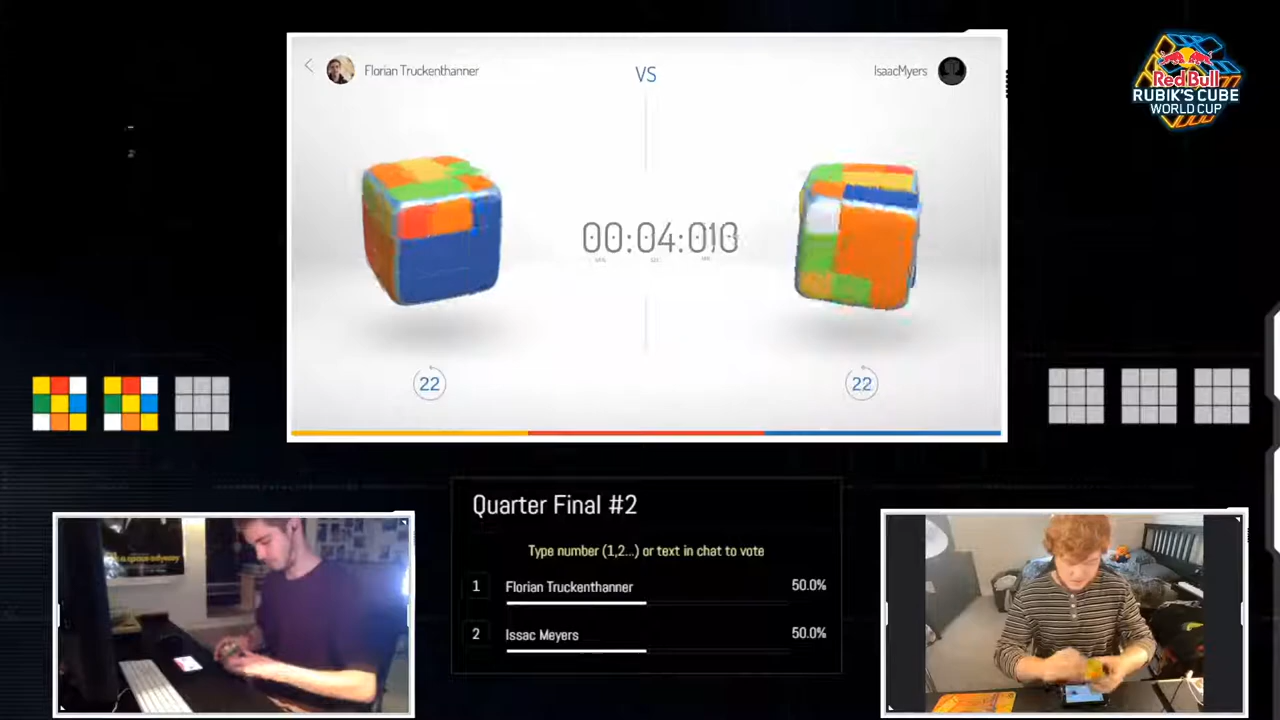 Florian Truckenthanner
VS
IsaacMyers
Red Bull
RUBIK'S CUBE
WORLD CUP
00:04:010
22
22
Quarter Final #2
Type number (1,2...) or text in chat to vote
1 Florian Truckenthanner 50.0%
2 Issac Meyers 50.0%
a space odyssey